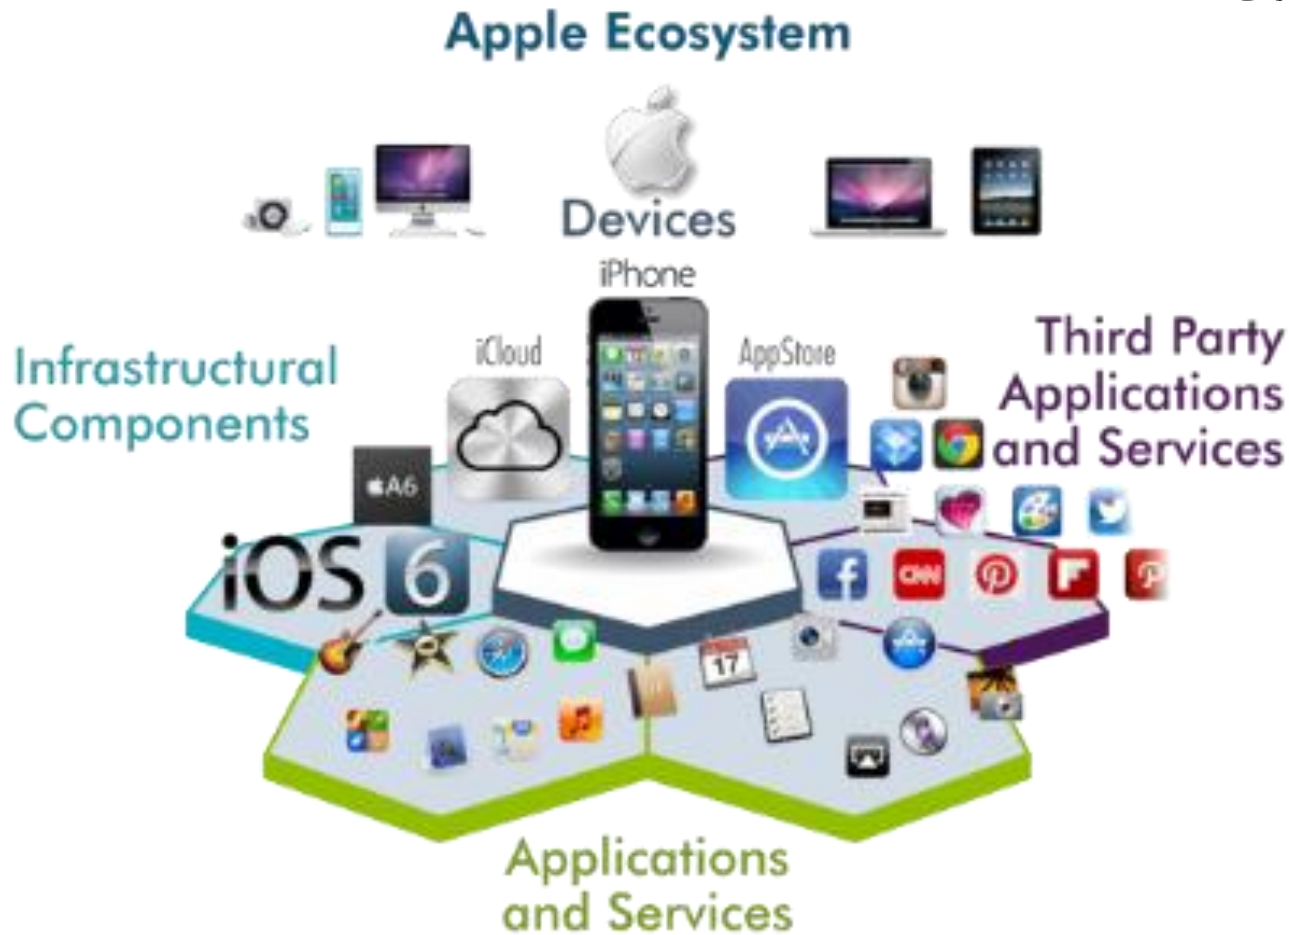 Apple Ecosystem
Devices
iPhone
iCloud
AppStore
Infrastructural
Components
Third Party
Applications
and Services
A6
iOS 6
CNN
17
Applications
and Services